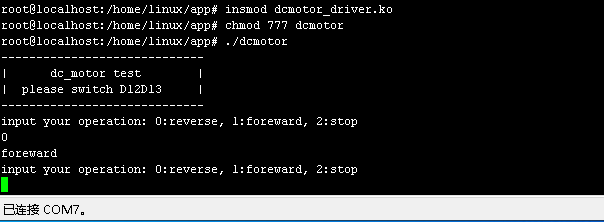 root@localhost:/home/linux/app# insmod dcmotor_driver.ko
root@localhost:/home/linux/app# chmod 777 dcmotor
root@localhost:/home/linux/app# ./dcmotor
----------------------------
|      dc_motor test       |
|  please switch D12D13    |
----------------------------
input your operation: 0:reverse, 1:foreward, 2:stop
0
foreward
input your operation: 0:reverse, 1:foreward, 2:stop
已连接 COM7。